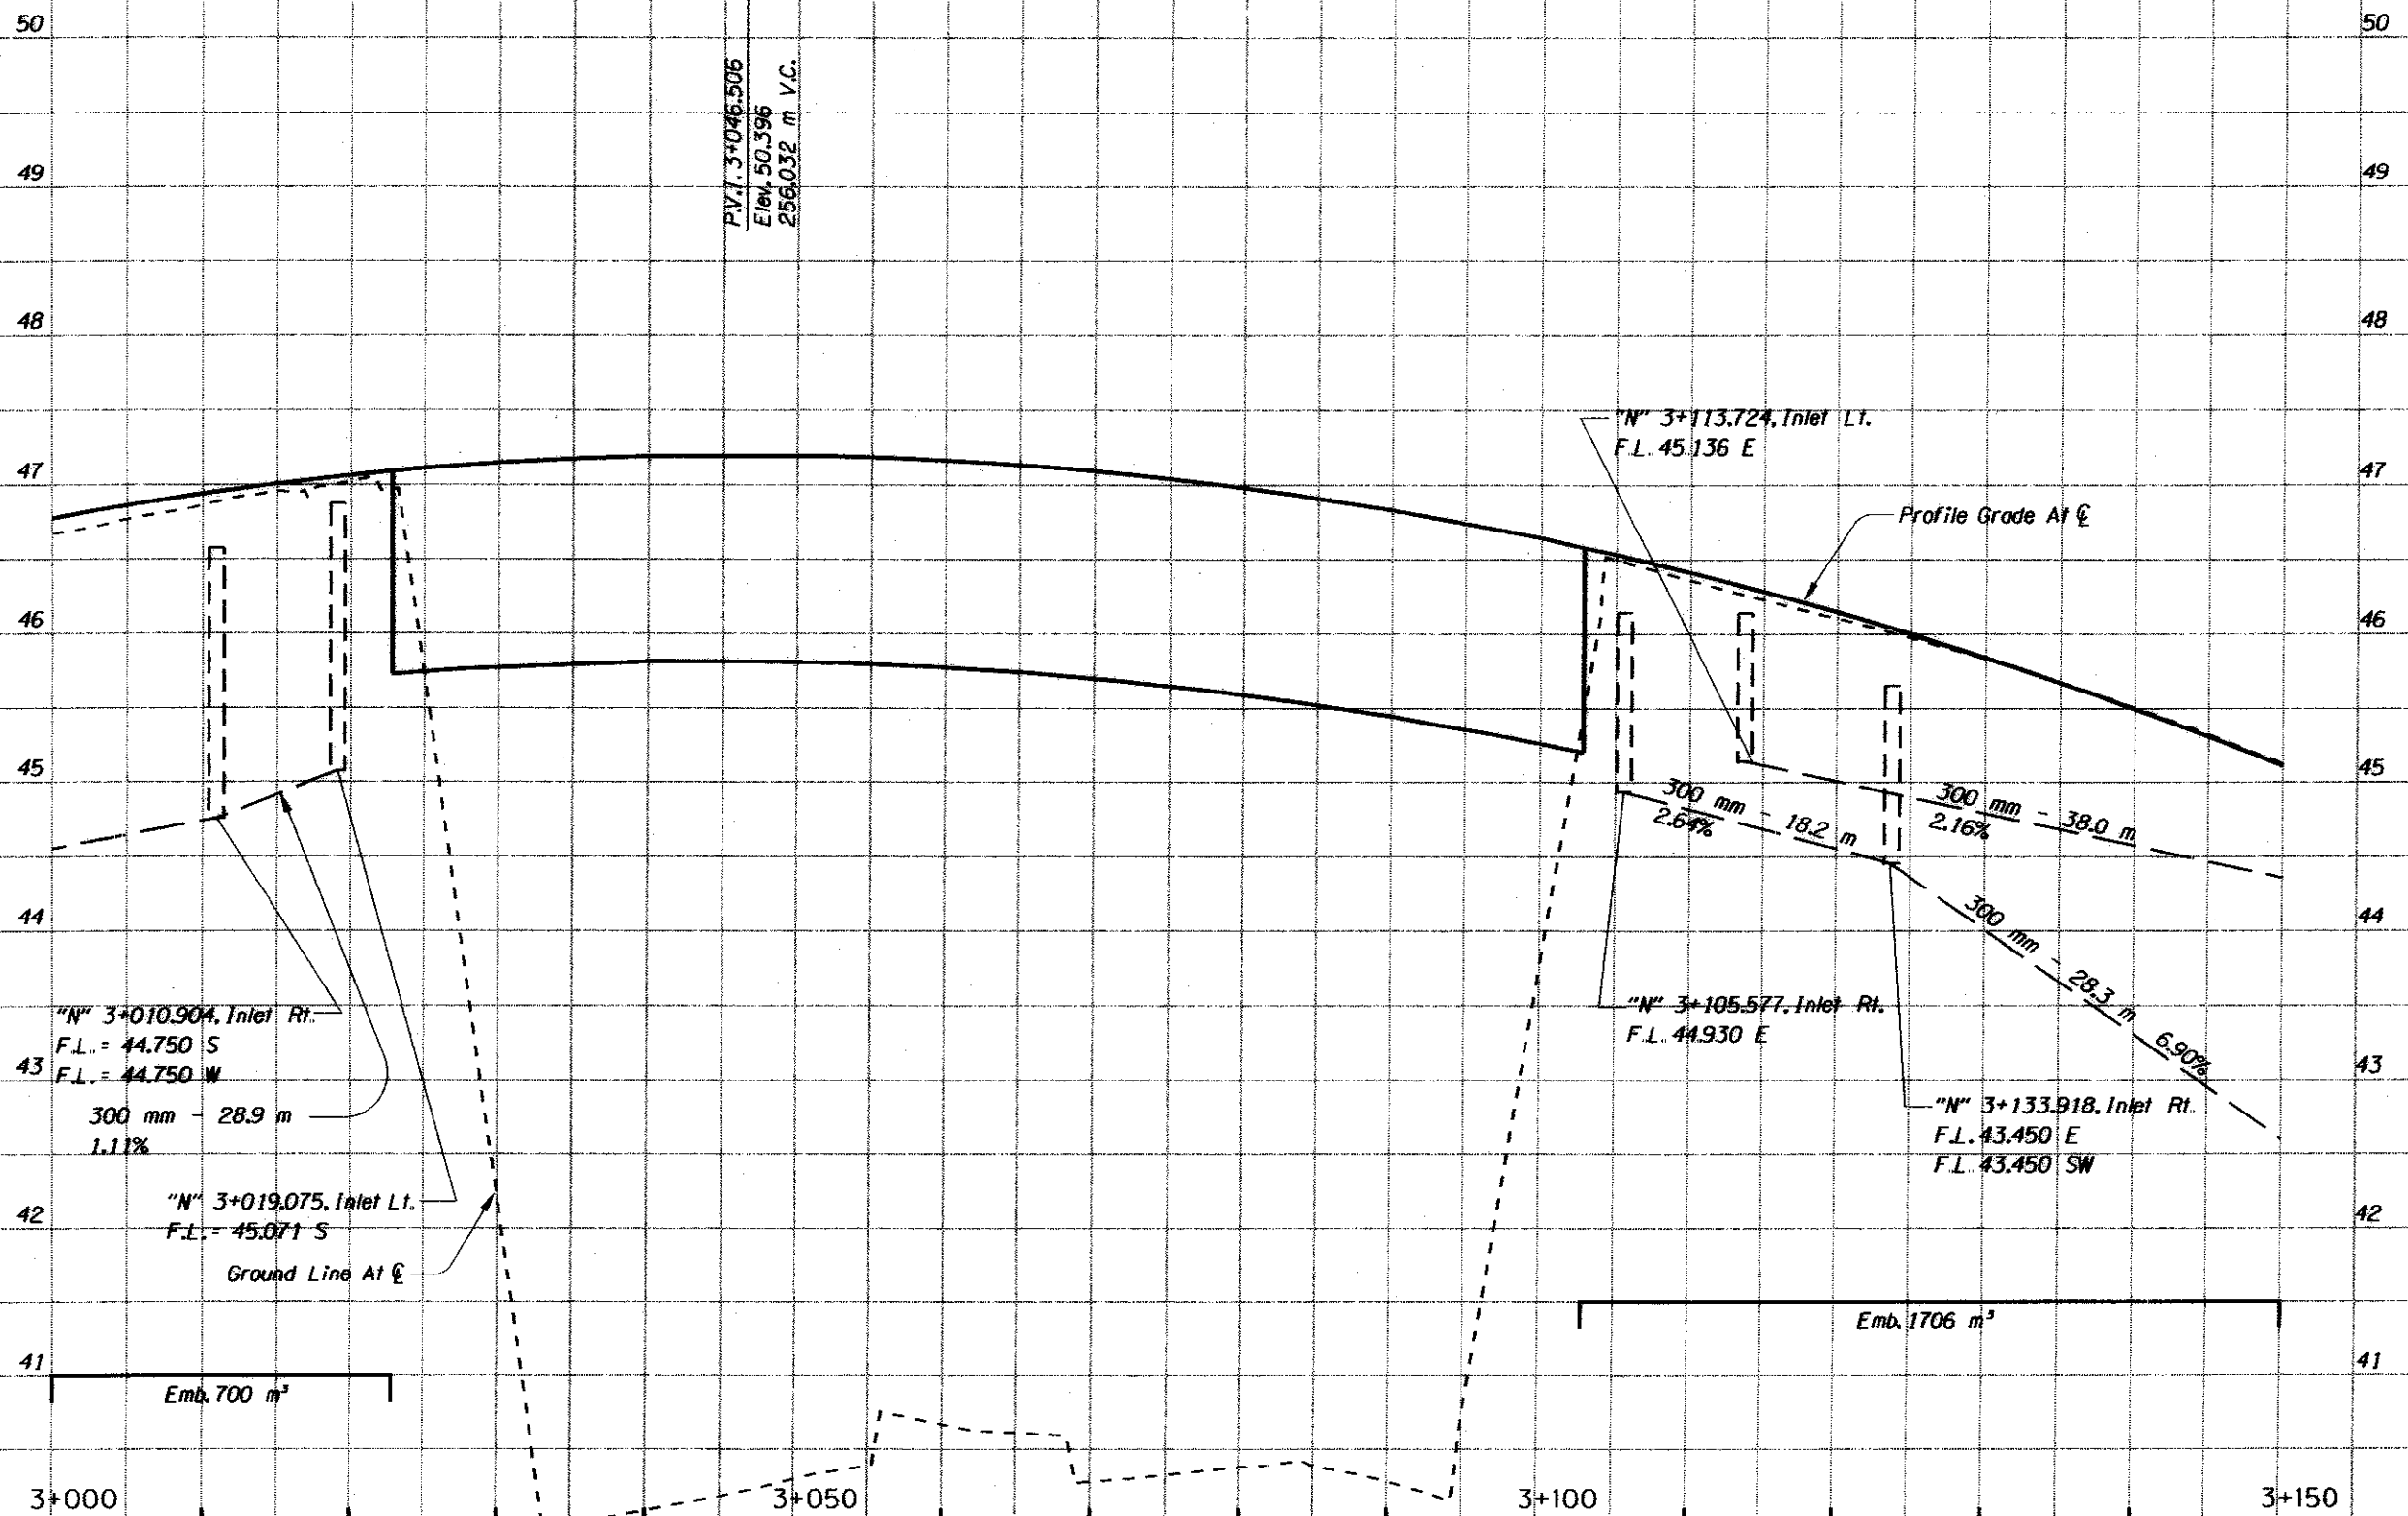 50
50
P.V.I. 3+046.506
Elev. 50.396
256.032 m V.C.
49
49
48
48
"N" 3+113.724, Inlet Lt.
F.L. 45.136 E
47
47
Profile Grade At ℄
46
46
45
45
300 mm - 18.2 m
2.64%
300 mm - 38.0 m
2.16%
44
44
300 mm - 28.3 m 6.90%
"N" 3+010.904, Inlet Rt.
F.L. = 44.750 S
F.L. = 44.750 W
"N" 3+105.577, Inlet Rt.
F.L. 44.930 E
43
43
300 mm - 28.9 m
1.11%
"N" 3+133.918, Inlet Rt.
F.L. 43.450 E
F.L. 43.450 SW
"N" 3+019.075, Inlet Lt.
F.L. = 45.071 S
42
42
Ground Line At ℄
Emb. 1706 m³
41
41
Emb. 700 m³
3+000
3+050
3+100
3+150